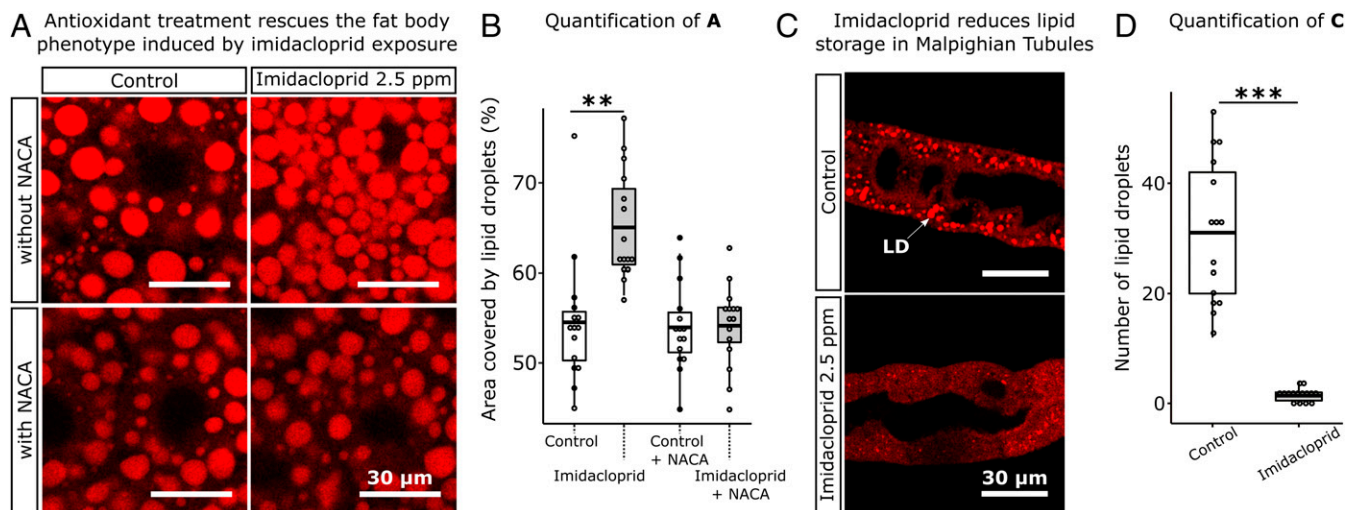 A
Antioxidant treatment rescues the fat body
phenotype induced by imidacloprid exposure
Control
Imidacloprid 2.5 ppm
without NACA
with NACA
30 µm
B
Quantification of A
**
Area covered by lipid droplets (%)
70
60
50
Control
Imidacloprid
Control
+ NACA
Imidacloprid
+ NACA
C
Imidacloprid reduces lipid
storage in Malpighian Tubules
Control
LD
Imidacloprid 2.5 ppm
30 µm
D
Quantification of C
***
Number of lipid droplets
40
20
0
Control
Imidacloprid